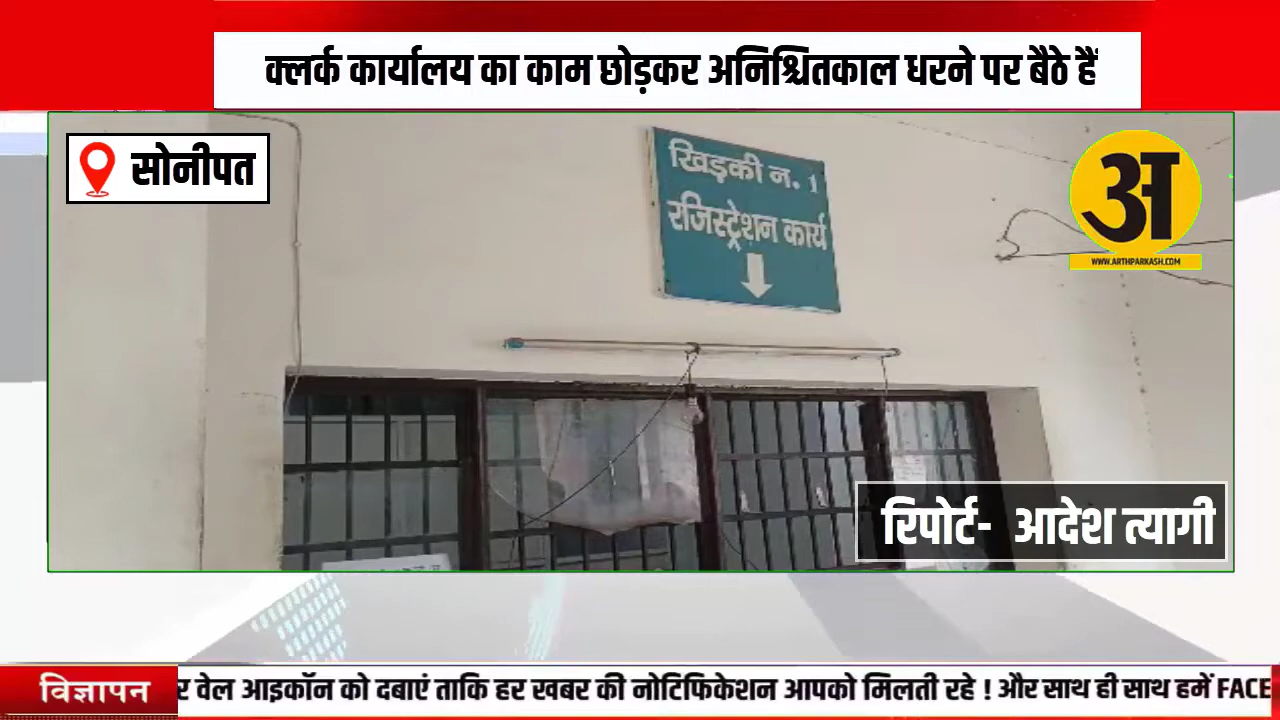 क्लर्क कार्यालय का काम छोड़कर अनिश्चितकाल धरने पर बैठे हैं
सोनीपत
खिड़की न. 1
रजिस्ट्रेशन कार्य
अ
WWW.ARTHPARKASH.COM
रिपोर्ट- आदेश त्यागी
विज्ञापन
र वेल आइकॉन को दबाएं ताकि हर खबर की नोटिफिकेशन आपको मिलती रहे ! और साथ ही साथ हमें FACE